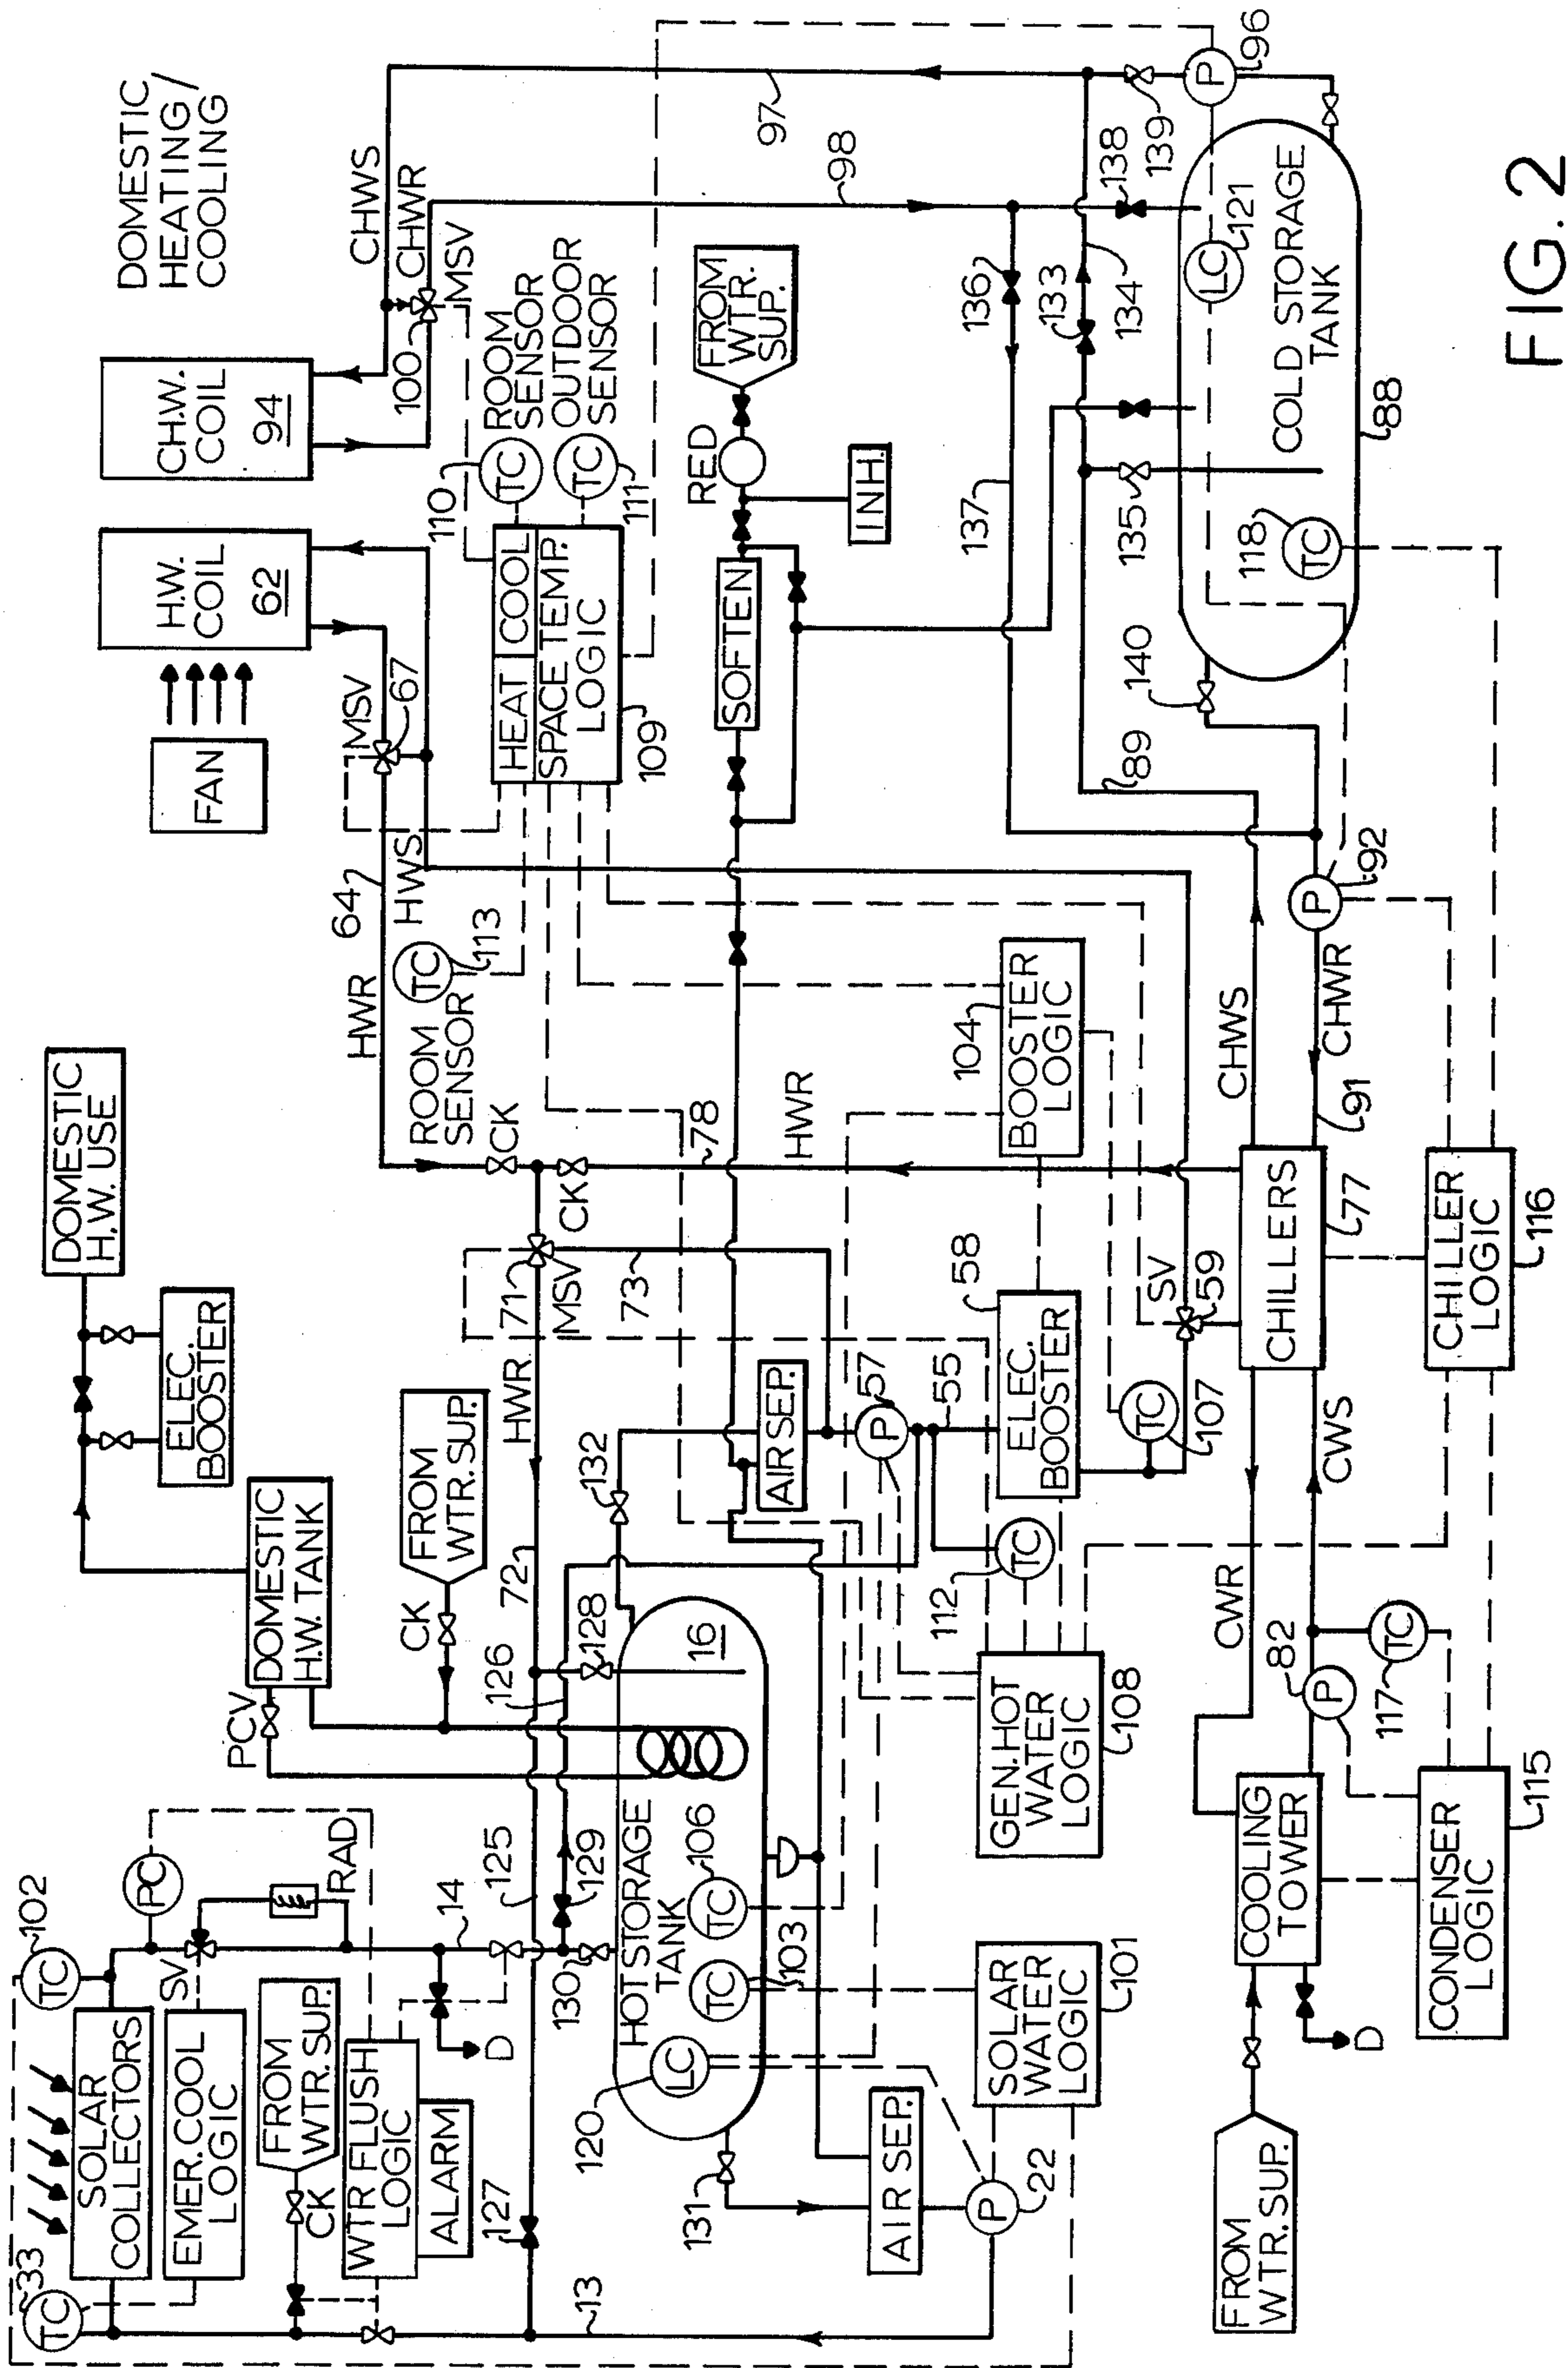 DOMESTIC
HEATING /
COOLING
CH.W.
COIL
94
H.W.
COIL
62
FAN
DOMESTIC
H.W. USE
ELEC.
BOOSTER
DOMESTIC
H.W. TANK
PCV
CHWS
CHWR
MSV
100
97
98
96
P
139
138
136
133
134
137
135
140
LC
121
COLD STORAGE
TANK
88
118
TC
MSV
67
64
HWR
HWS
110
TC
ROOM
SENSOR
TC
OUTDOOR
SENSOR
111
HEAT
COOL
SPACE TEMP.
LOGIC
109
TC
113
ROOM
SENSOR
FROM
WTR.
SUP.
RED
INH.
SOFTEN
89
P
92
CHWS
CHWR
91
BOOSTER
LOGIC
104
CK
CK
78
HWR
71
MSV
73
HWR
72
FROM
WTR. SUP.
CK
132
AIR SEP.
P
57
55
58
ELEC.
BOOSTER
SV
59
TC
107
CHILLERS
77
CHILLER
LOGIC
116
CWR
CWS
126
128
16
112
TC
GEN. HOT
WATER
LOGIC
108
82
P
TC
117
COOLING
TOWER
CONDENSER
LOGIC
115
D
FROM
WTR. SUP.
102
TC
PC
RAD
SV
14
125
129
130
HOT STORAGE
TANK
TC
106
TC
103
LC
120
131
AIR SEP.
P
22
SOLAR
WATER
LOGIC
101
33
TC
SOLAR
COLLECTORS
EMER. COOL
LOGIC
FROM
WTR. SUP.
CK
WTR FLUSH
LOGIC
ALARM
D
127
13
FIG. 2